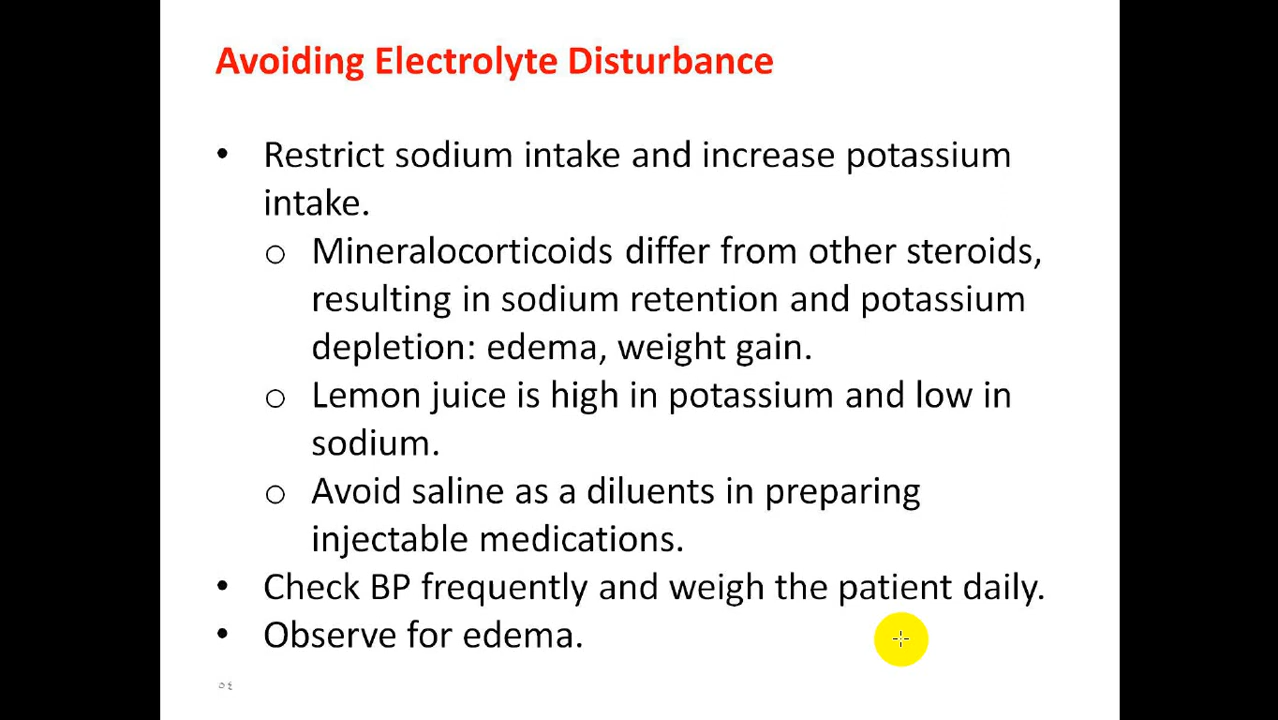 Avoiding Electrolyte Disturbance
• Restrict sodium intake and increase potassium
intake.
o Mineralocorticoids differ from other steroids,
resulting in sodium retention and potassium
depletion: edema, weight gain.
o Lemon juice is high in potassium and low in
sodium.
o Avoid saline as a diluents in preparing
injectable medications.
• Check BP frequently and weigh the patient daily.
• Observe for edema.
٥٤